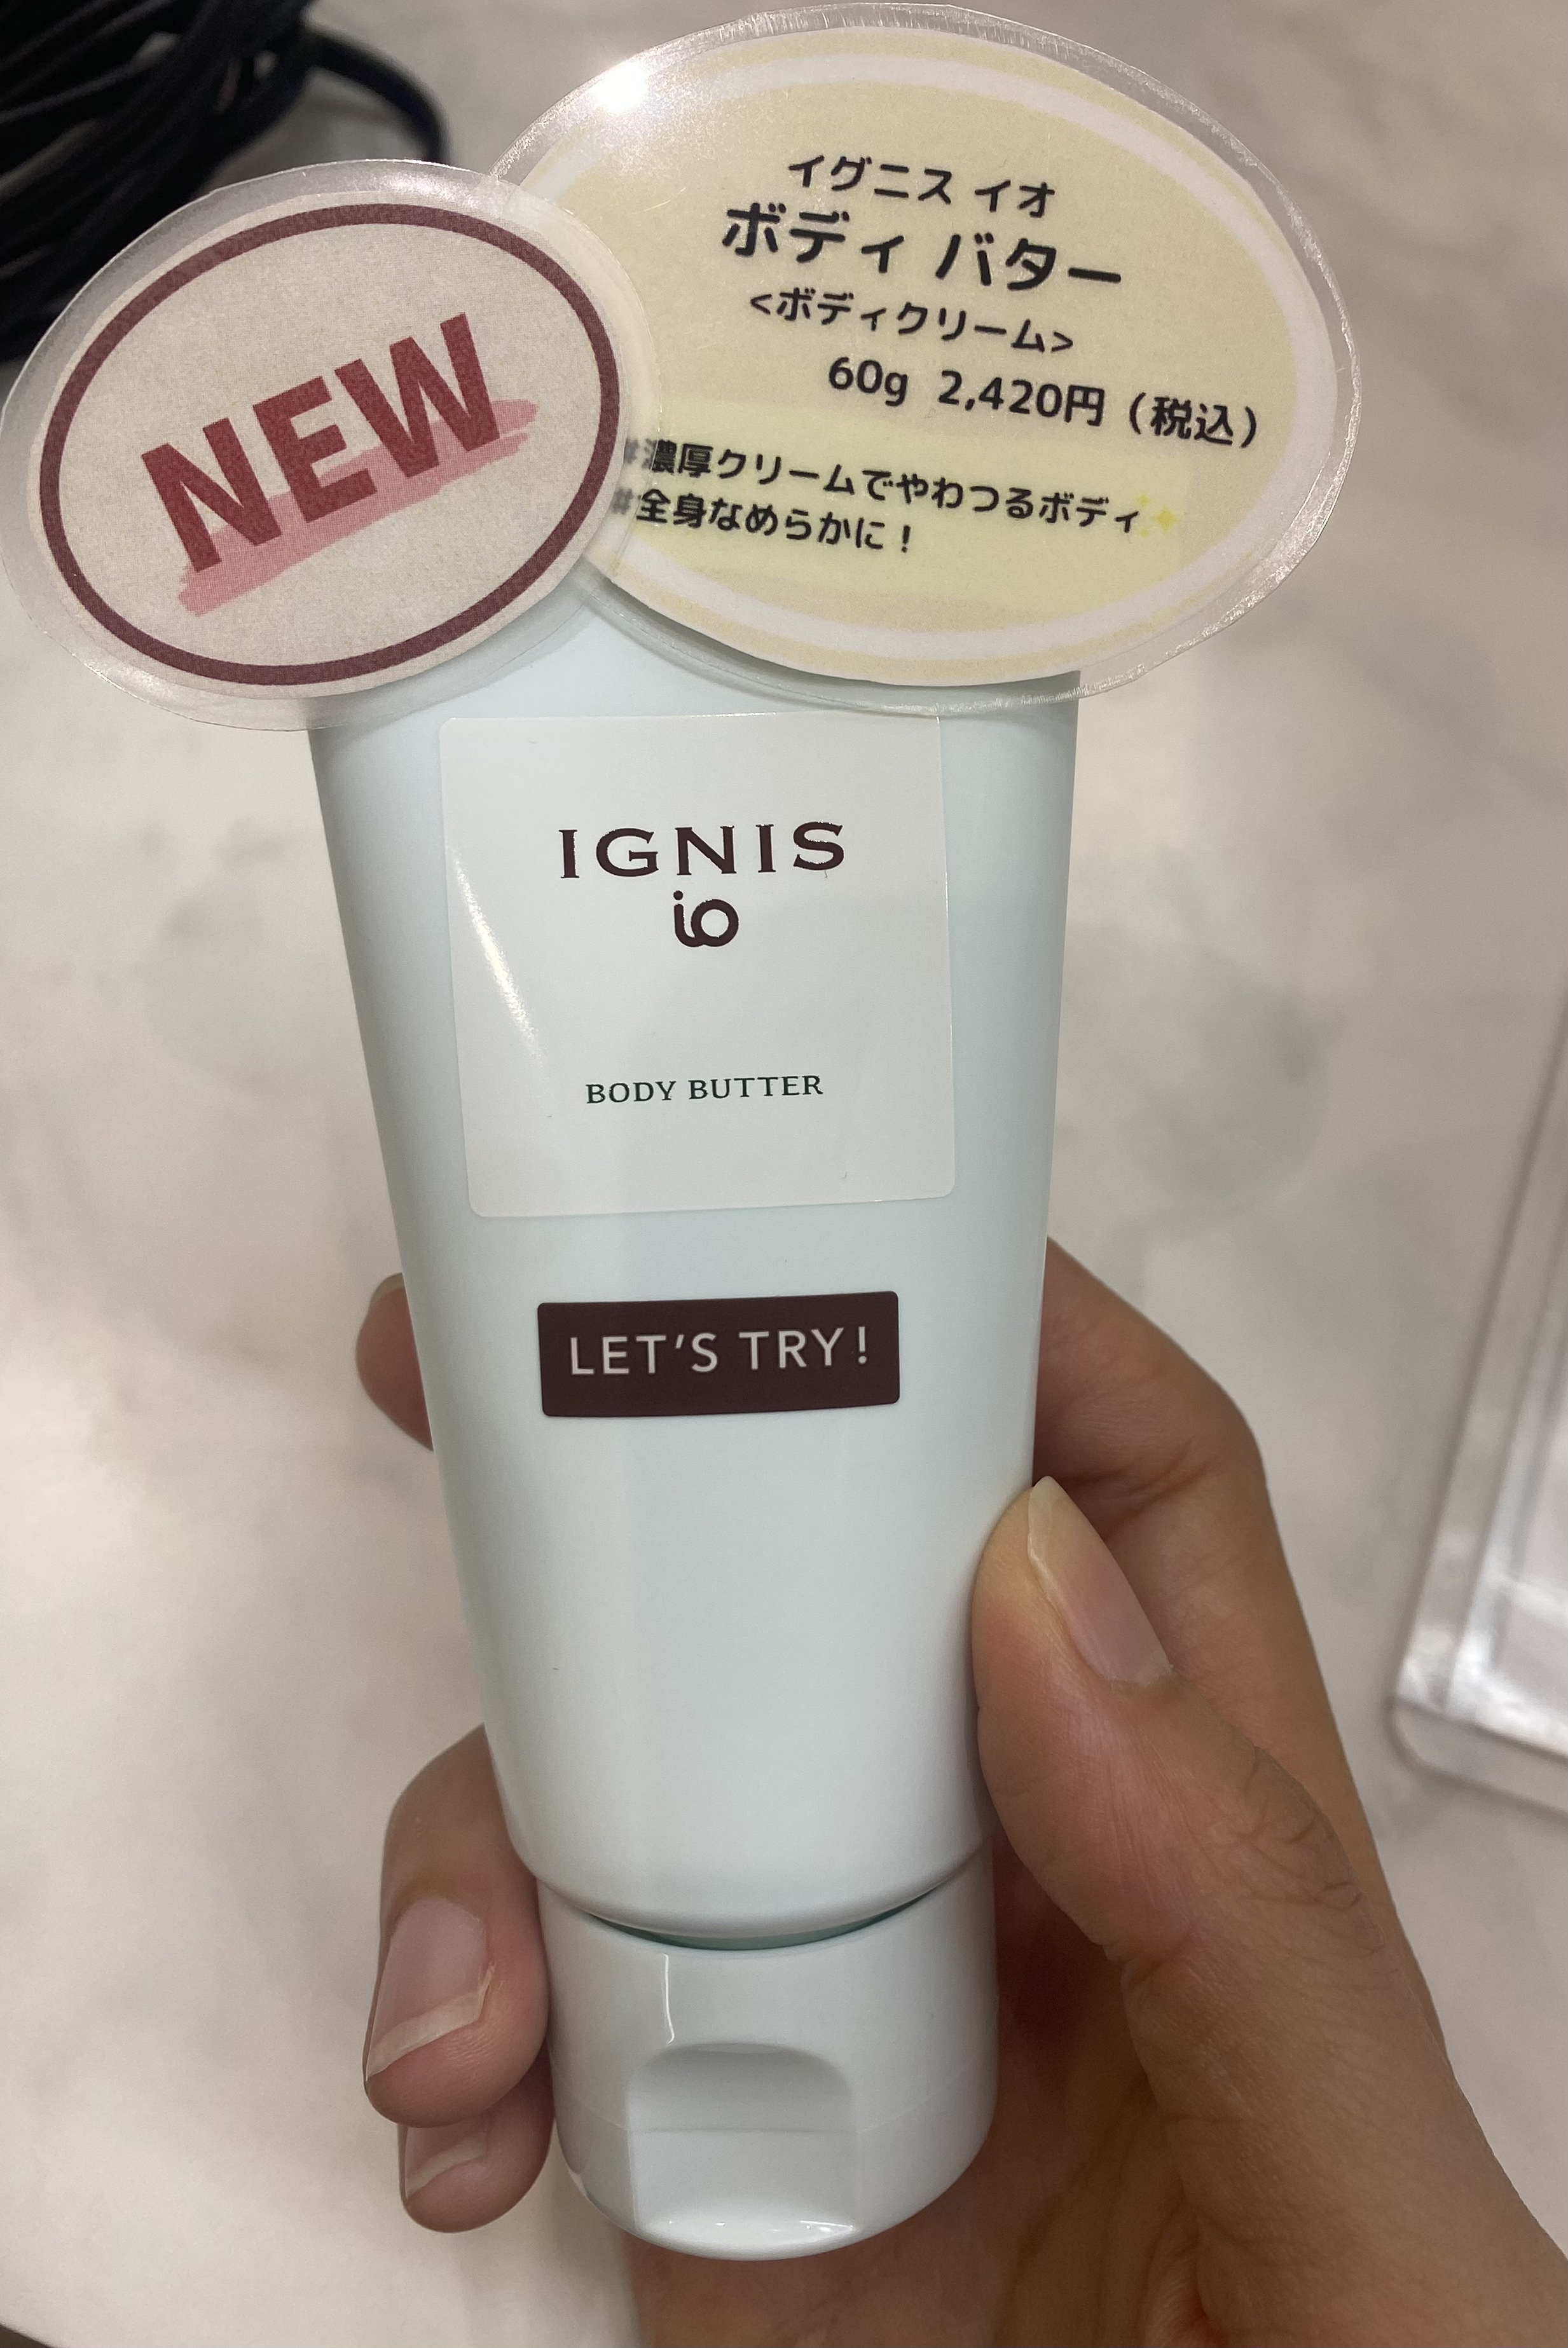 イグニス イオ
ボディ バター
<ボディクリーム>
60g 2,420円（税込）
#濃厚クリームでやわつるボディ✨
#全身なめらかに！
NEW
IGNIS
io
BODY BUTTER
LET'S TRY!